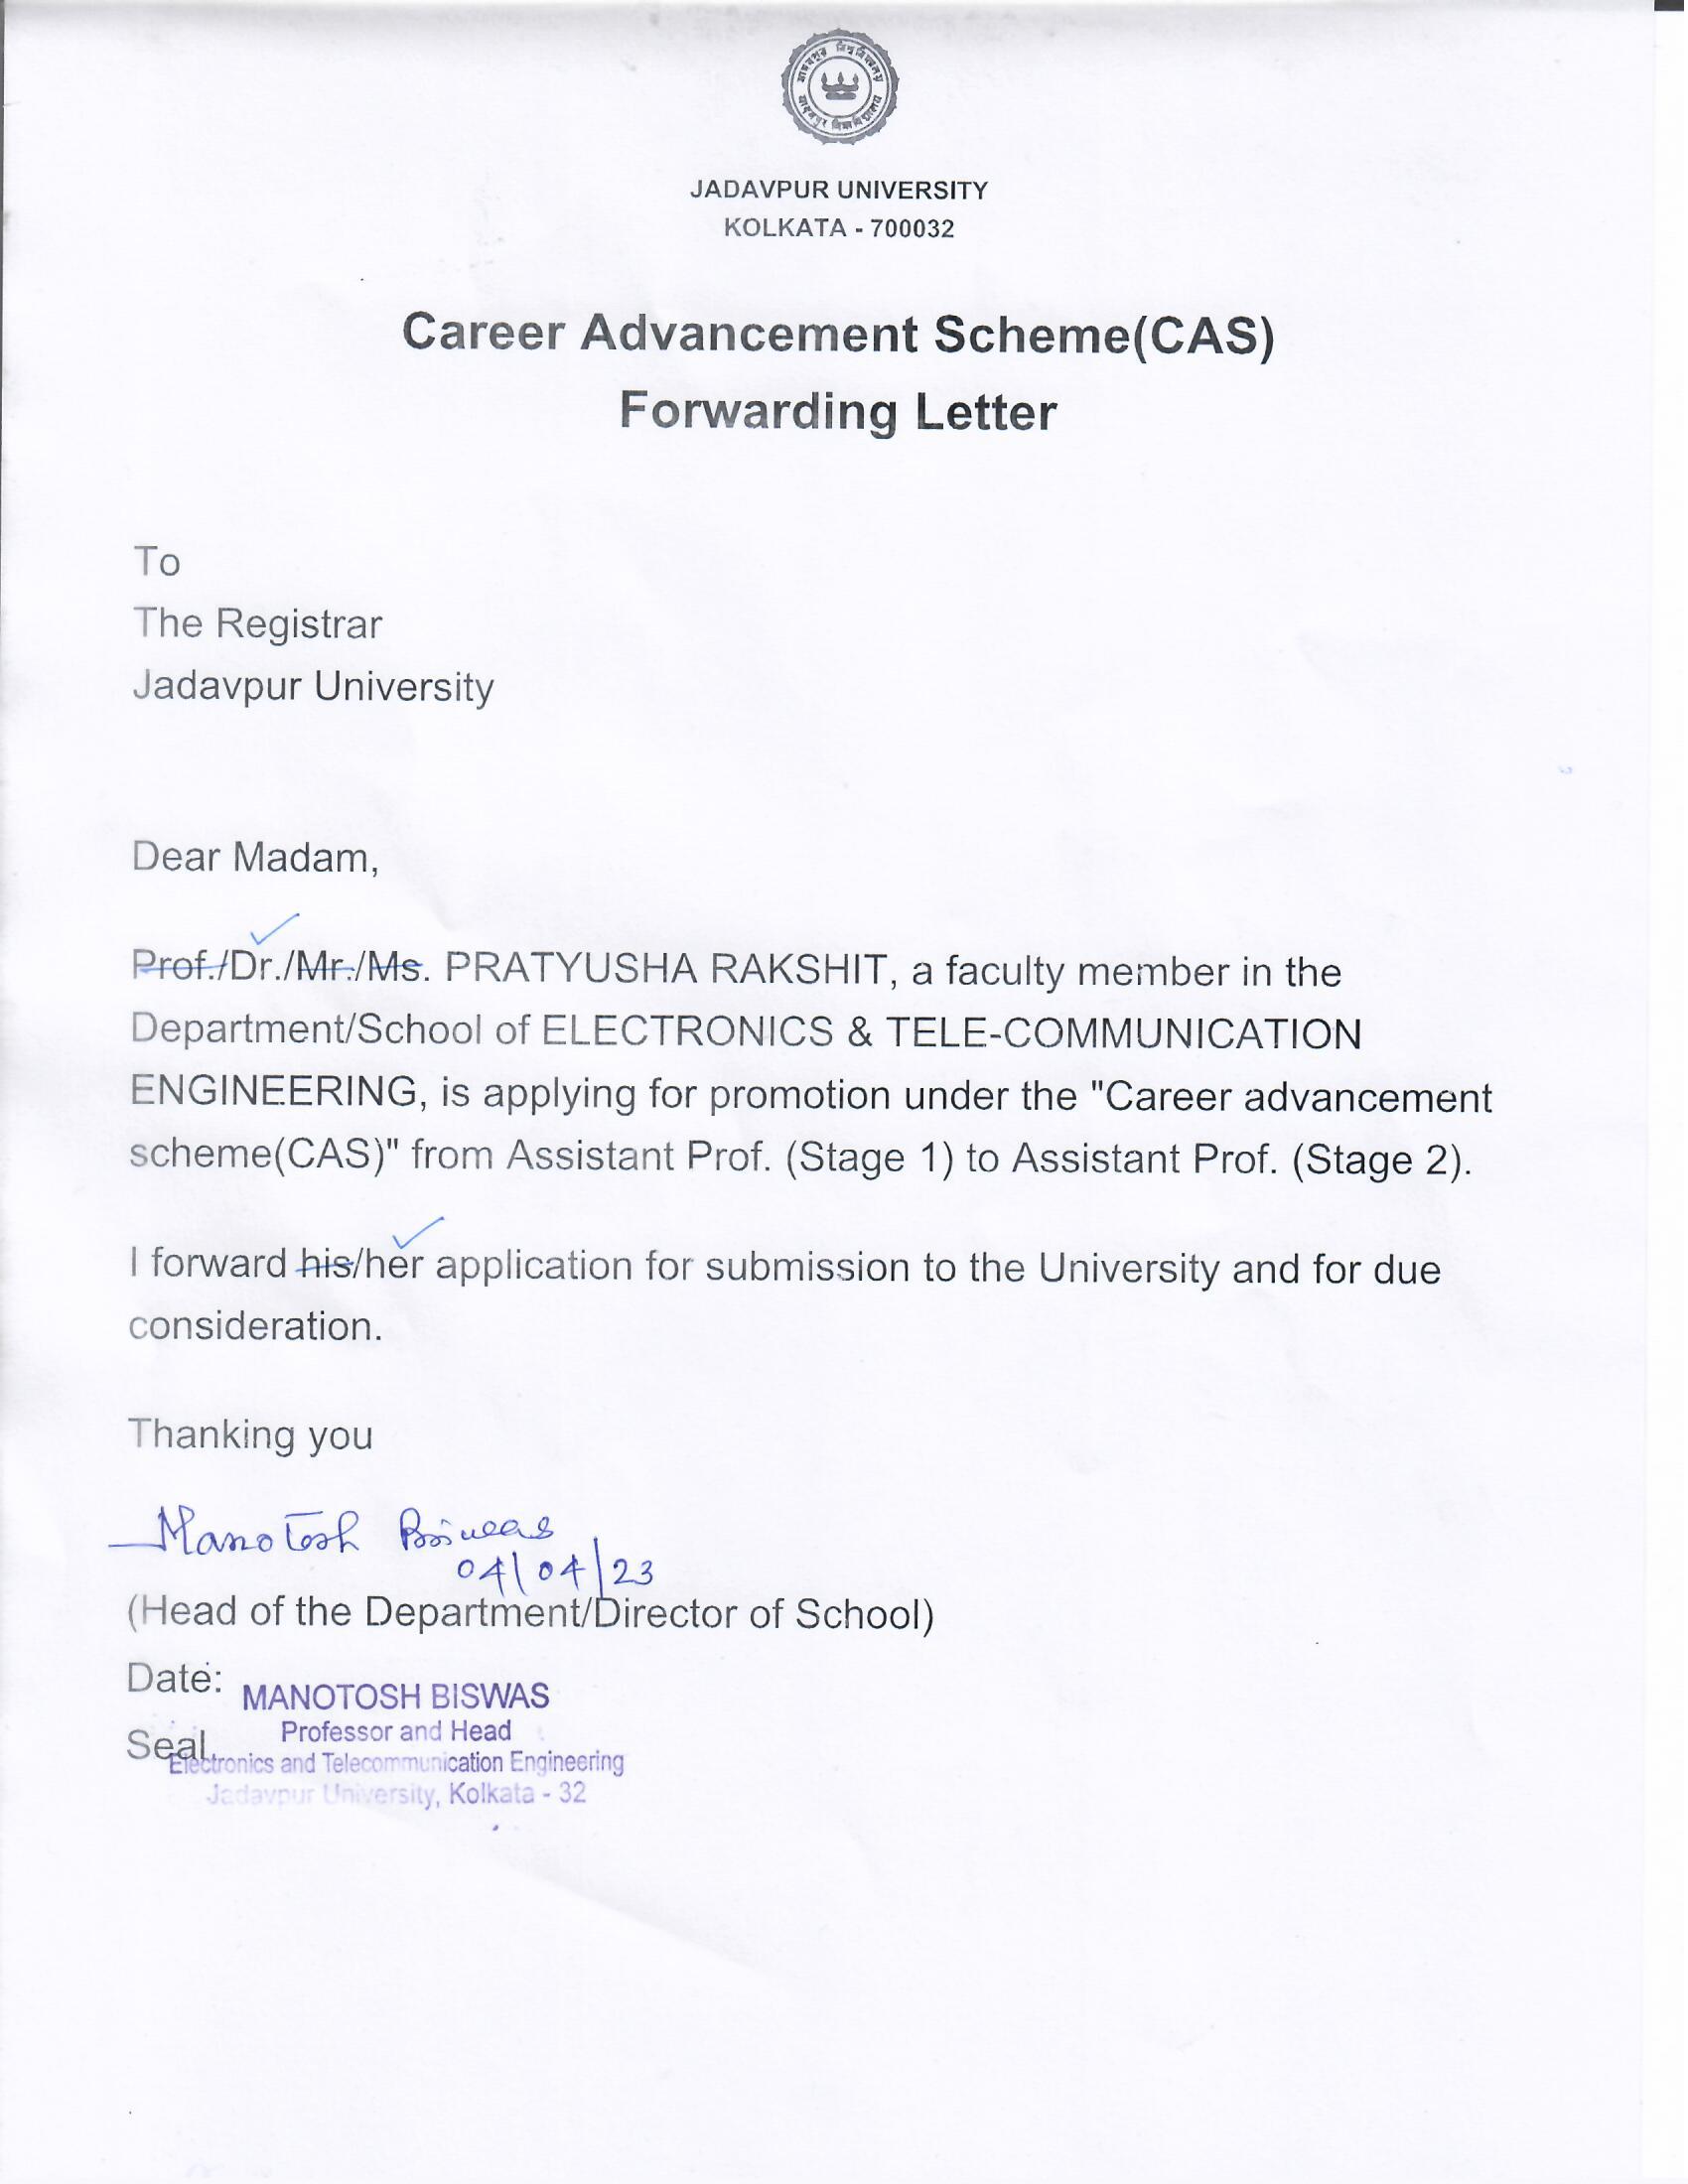 যাদবপুর বিশ্ববিদ্যালয়
JADAVPUR UNIVERSITY
KOLKATA - 700032
Career Advancement Scheme(CAS)
Forwarding Letter
To
The Registrar
Jadavpur University
Dear Madam,
Prof./Dr./Mr./Ms. PRATYUSHA RAKSHIT, a faculty member in the
Department/School of ELECTRONICS & TELE-COMMUNICATION
ENGINEERING, is applying for promotion under the "Career advancement
scheme(CAS)" from Assistant Prof. (Stage 1) to Assistant Prof. (Stage 2).
I forward his/her application for submission to the University and for due
consideration.
Thanking you
Manotosh Biswas
04/04/23
(Head of the Department/Director of School)
Date:
MANOTOSH BISWAS
Professor and Head
Seal
Electronics and Telecommunication Engineering
Jadavpur University, Kolkata - 32